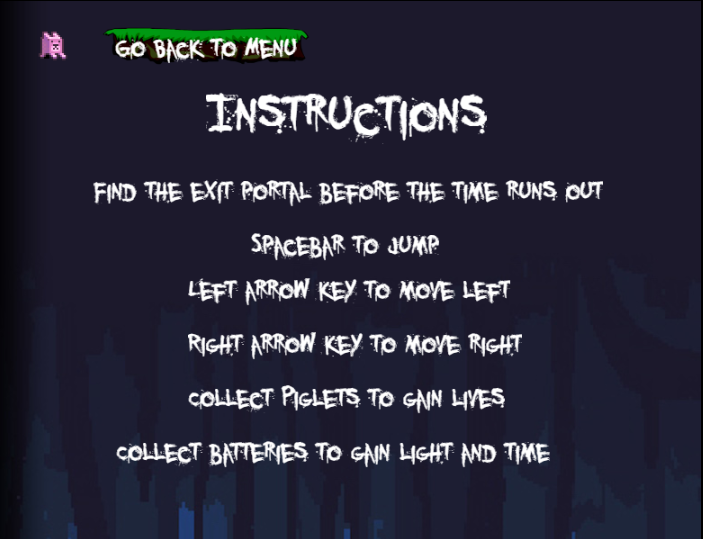 GO BACK TO MENU
INSTRUCTIONS
FIND THE EXIT PORTAL BEFORE THE TIME RUNS OUT
SPACEBAR TO JUMP
LEFT ARROW KEY TO MOVE LEFT
RIGHT ARROW KEY TO MOVE RIGHT
COLLECT PIGLETS TO GAIN LIVES
COLLECT BATTERIES TO GAIN LIGHT AND TIME